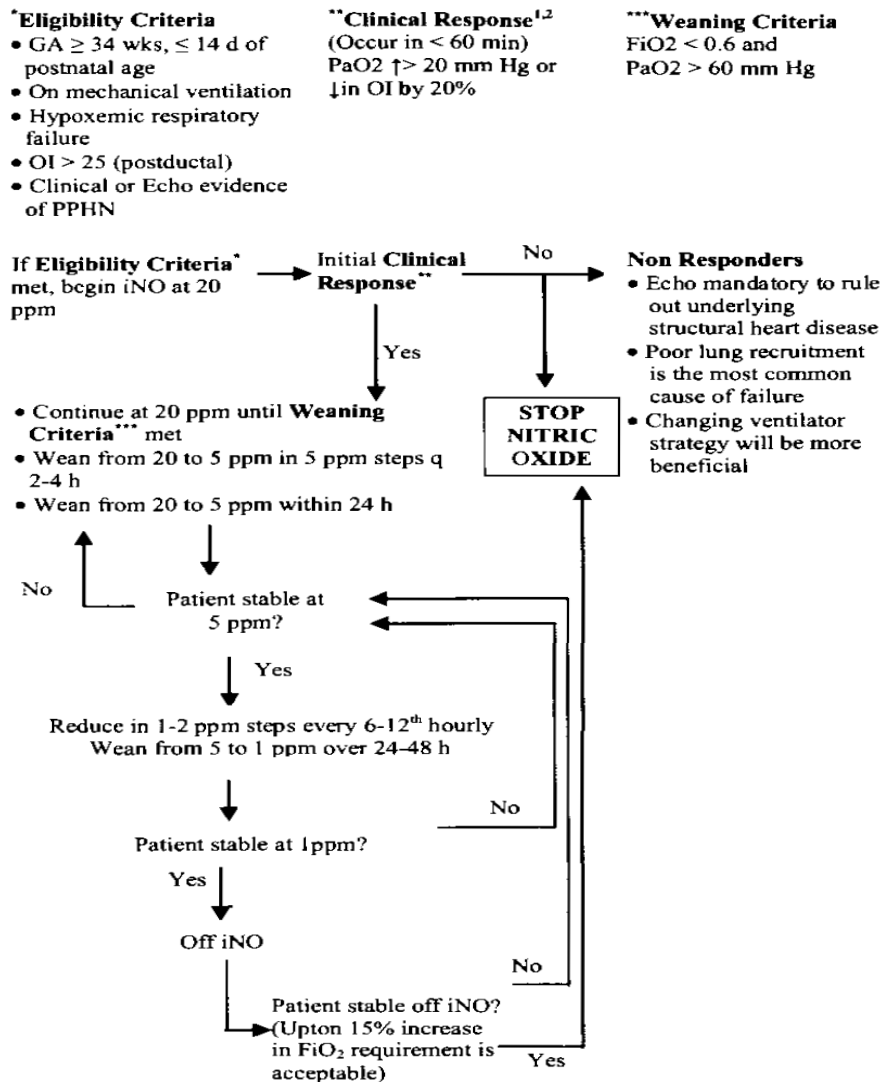 *Eligibility Criteria
• GA ≥ 34 wks, ≤ 14 d of
postnatal age
• On mechanical ventilation
• Hypoxemic respiratory
failure
• OI > 25 (postductal)
• Clinical or Echo evidence
of PPHN
**Clinical Response1,2
(Occur in < 60 min)
PaO2 ↑> 20 mm Hg or
↓in OI by 20%
***Weaning Criteria
FiO2 < 0.6 and
PaO2 > 60 mm Hg
If Eligibility Criteria*
met, begin iNO at 20
ppm
Initial Clinical
Response**
No
Non Responders
• Echo mandatory to rule
out underlying
structural heart disease
• Poor lung recruitment
is the most common
cause of failure
• Changing ventilator
strategy will be more
beneficial
Yes
STOP
NITRIC
OXIDE
• Continue at 20 ppm until Weaning
Criteria*** met
• Wean from 20 to 5 ppm in 5 ppm steps q
2-4 h
• Wean from 20 to 5 ppm within 24 h
No
Patient stable at
5 ppm?
Yes
Reduce in 1-2 ppm steps every 6-12th hourly
Wean from 5 to 1 ppm over 24-48 h
No
Patient stable at 1ppm?
Yes
Off iNO
No
Patient stable off iNO?
(Upton 15% increase
in FiO2 requirement is
acceptable)
Yes